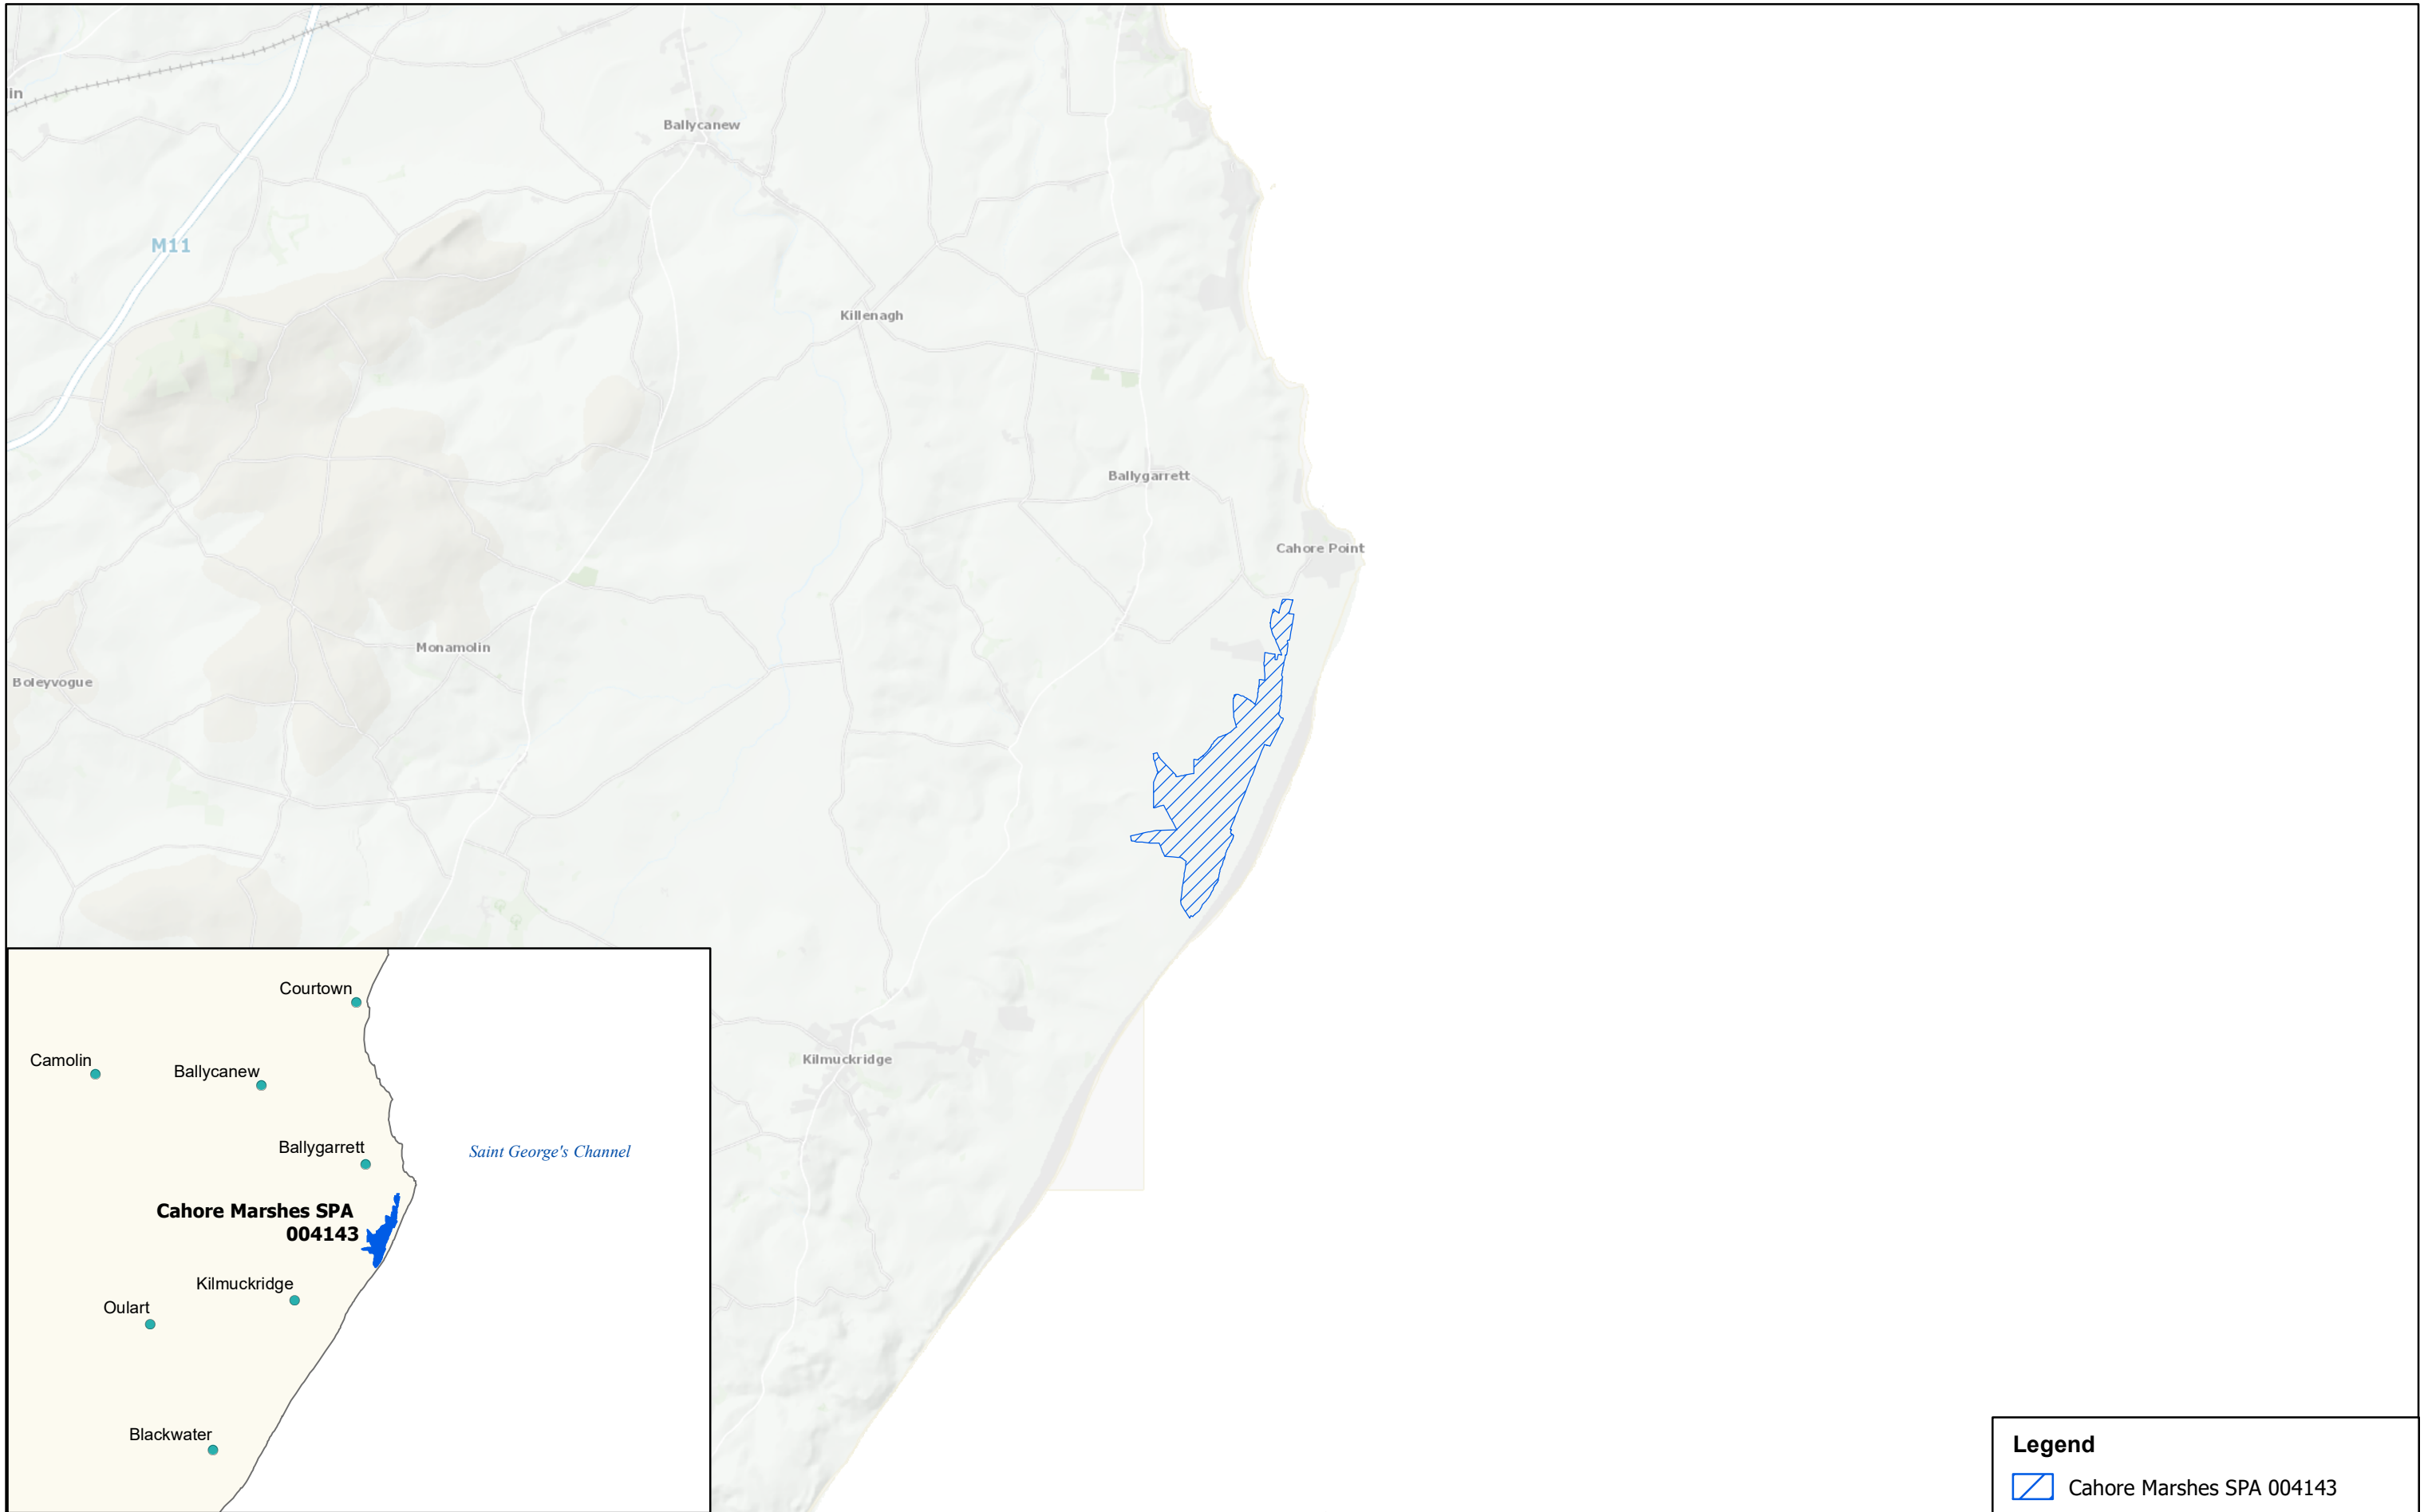 in
Ballycanew
M11
Killenagh
Ballygarrett
Cahore Point
Monamolin
Boleyvogue
Kilmuckridge
Courtown
Camolin
Ballycanew
Ballygarrett
Saint George's Channel
Cahore Marshes SPA
004143
Kilmuckridge
Oulart
Blackwater
Legend
Cahore Marshes SPA 004143